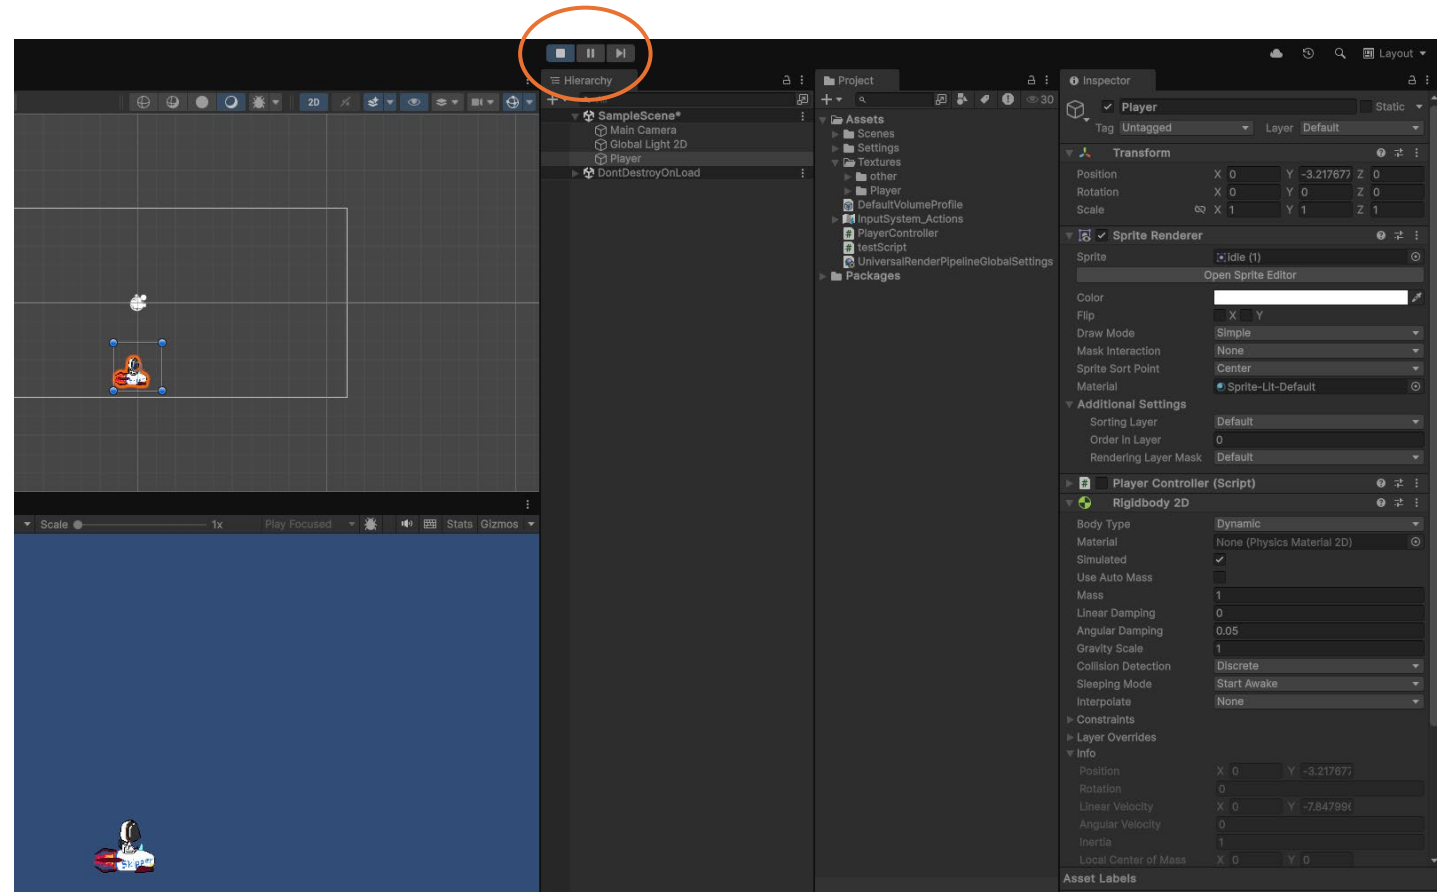 Layout
Hierarchy
Project
Inspector
2D
30
Player
Static
SampleScene*
Assets
Tag Untagged Layer Default
Main Camera
Scenes
Global Light 2D
Settings
Transform
Player
Textures
DontDestroyOnLoad
other
Position X 0 Y -3.217677 Z 0
Player
Rotation X 0 Y 0 Z 0
DefaultVolumeProfile
Scale X 1 Y 1 Z 1
InputSystem_Actions
PlayerController
Sprite Renderer
testScript
UniversalRenderPipelineGlobalSettings
Sprite idle (1)
Packages
Open Sprite Editor
Color
Flip X Y
Draw Mode Simple
Mask Interaction None
Sprite Sort Point Center
Material Sprite-Lit-Default
Additional Settings
Sorting Layer Default
Order in Layer 0
Rendering Layer Mask Default
Player Controller (Script)
Rigidbody 2D
Scale 1x Play Focused Stats Gizmos
Body Type Dynamic
Material None (Physics Material 2D)
Simulated
Use Auto Mass
Mass 1
Linear Damping 0
Angular Damping 0.05
Gravity Scale 1
Collision Detection Discrete
Sleeping Mode Start Awake
Interpolate None
Constraints
Layer Overrides
Info
Position X 0 Y -3.217677
Rotation 0
Linear Velocity X 0 Y -7.84799
Angular Velocity 0
Inertia 1
Local Center of Mass X 0 Y 0
Asset Labels